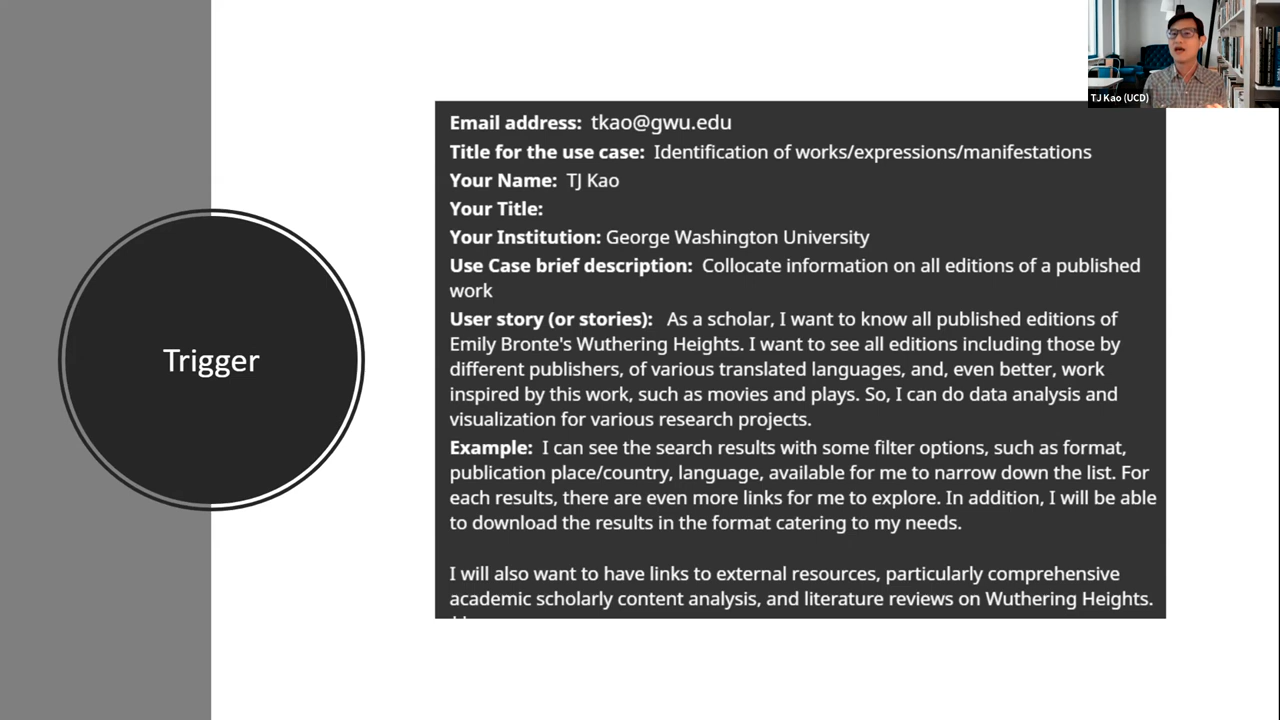 TJ Kao (UCD)
Trigger
Email address: tkao@gwu.edu
Title for the use case: Identification of works/expressions/manifestations
Your Name: TJ Kao
Your Title:
Your Institution: George Washington University
Use Case brief description: Collocate information on all editions of a published
work
User story (or stories): As a scholar, I want to know all published editions of
Emily Bronte's Wuthering Heights. I want to see all editions including those by
different publishers, of various translated languages, and, even better, work
inspired by this work, such as movies and plays. So, I can do data analysis and
visualization for various research projects.
Example: I can see the search results with some filter options, such as format,
publication place/country, language, available for me to narrow down the list. For
each results, there are even more links for me to explore. In addition, I will be able
to download the results in the format catering to my needs.
I will also want to have links to external resources, particularly comprehensive
academic scholarly content analysis, and literature reviews on Wuthering Heights.